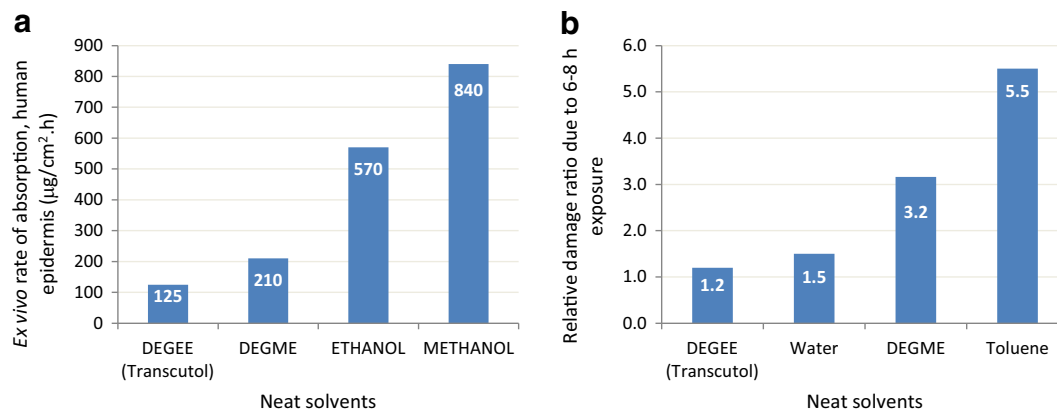 a
Ex vivo rate of absorption, human
epidermis (µg/cm².h)
900
800
700
600
500
400
300
200
100
0
125
210
570
840
DEGEE
(Transcutol)
DEGME
ETHANOL
METHANOL
Neat solvents
b
Relative damage ratio due to 6-8 h
exposure
6.0
5.0
4.0
3.0
2.0
1.0
0.0
1.2
1.5
3.2
5.5
DEGEE
(Transcutol)
Water
DEGME
Toluene
Neat solvents